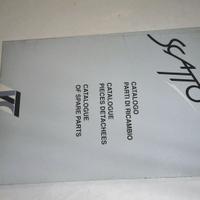 SCATTO
CATALOGO
PARTI DI RICAMBIO
CATALOGUE
PIECES DETACHEES
CATALOGUE
OF SPARE PARTS